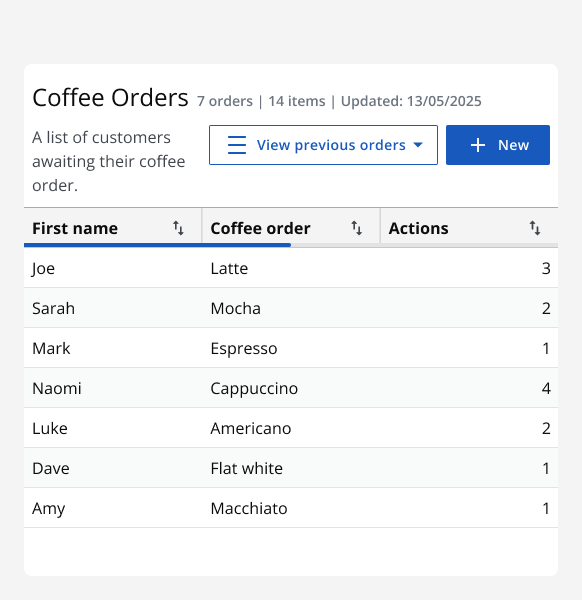 Coffee Orders 7 orders | 14 items | Updated: 13/05/2025
A list of customers
awaiting their coffee
order.
View previous orders
New
First name Coffee order Actions
Joe Latte 3
Sarah Mocha 2
Mark Espresso 1
Naomi Cappuccino 4
Luke Americano 2
Dave Flat white 1
Amy Macchiato 1